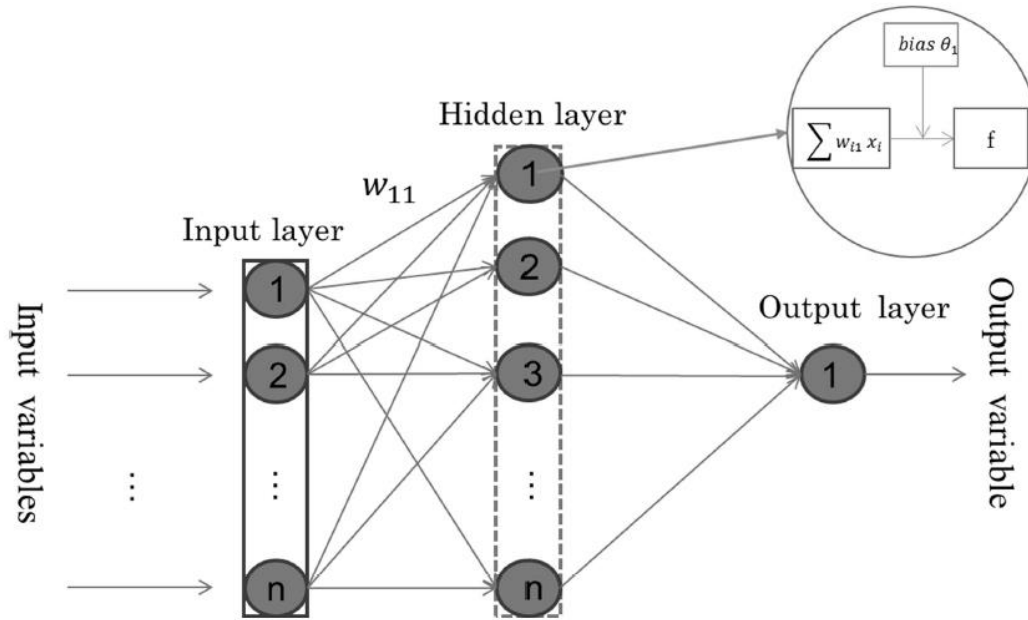 bias θ₁
∑ wᵢ₁ xᵢ
f
Hidden layer
w₁₁
Input layer
Output layer
Input variables
Output variable
1
2
⋮
n
1
2
3
⋮
n
1
⋮